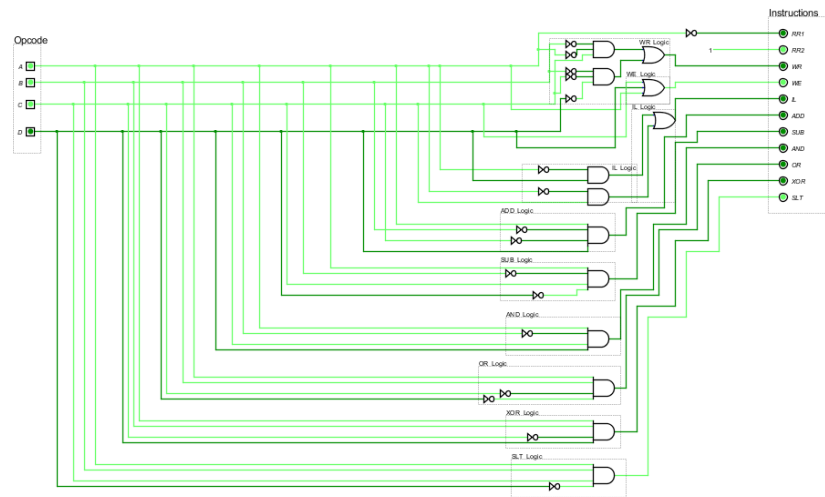 Opcode
A
B
C
D
Instructions
RR1
1
RR2
WR
WE
IL
ADD
SUB
AND
OR
XOR
SLT
WR Logic
WE Logic
IL Logic
IL Logic
ADD Logic
SUB Logic
AND Logic
OR Logic
XOR Logic
SLT Logic